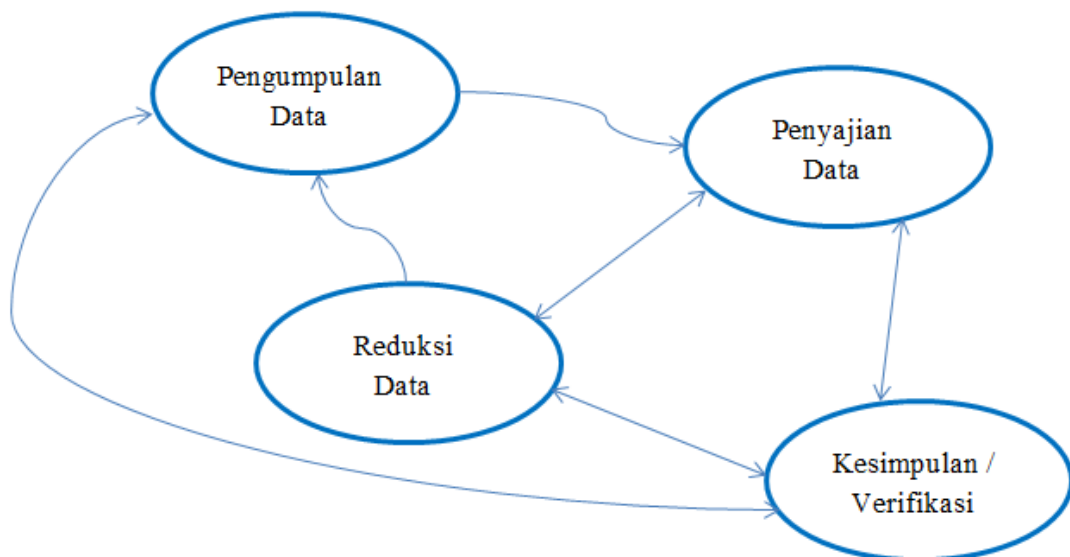 Pengumpulan
Data
Penyajian
Data
Reduksi
Data
Kesimpulan /
Verifikasi